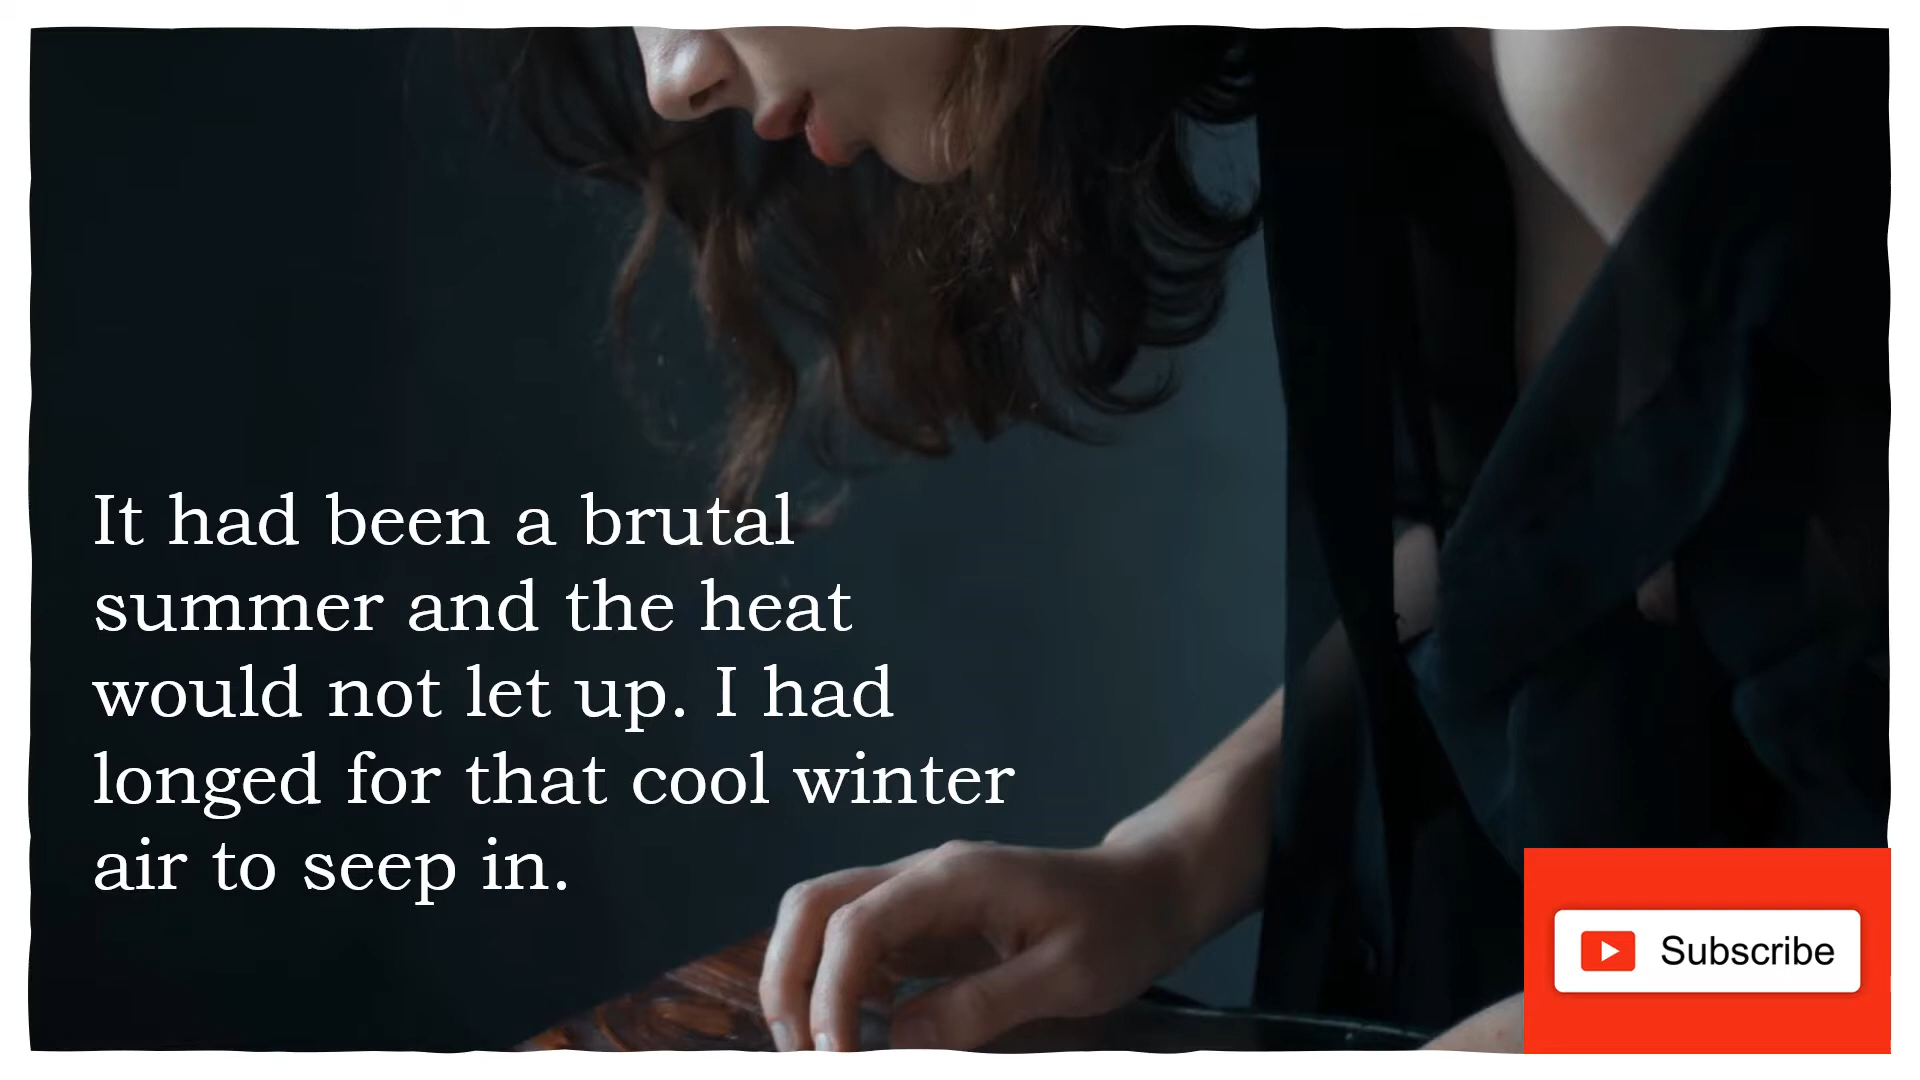 It had been a brutal
summer and the heat
would not let up. I had
longed for that cool winter
air to seep in.
Subscribe